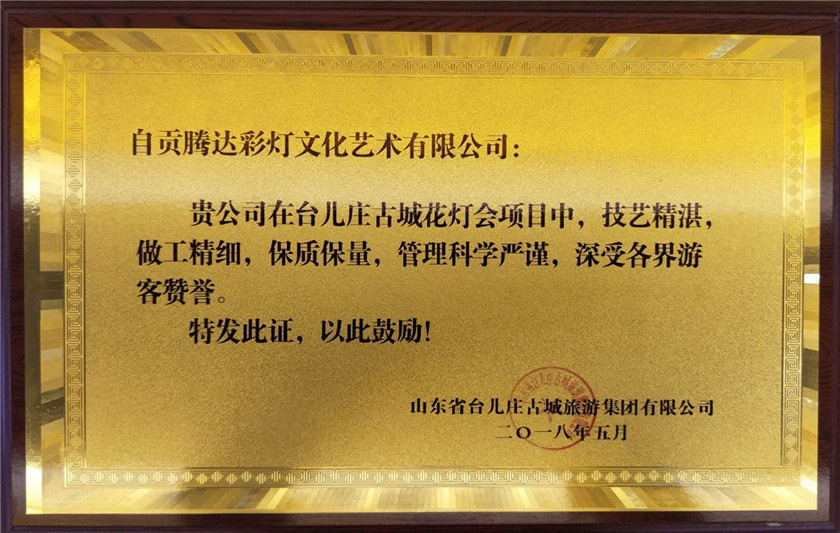 自贡腾达彩灯文化艺术有限公司：
贵公司在台儿庄古城花灯会项目中，技艺精湛，
做工精细，保质保量，管理科学严谨，深受各界游
客赞誉。
特发此证，以此鼓励！
山东省台儿庄古城旅游集团有限公司
二〇一八年五月